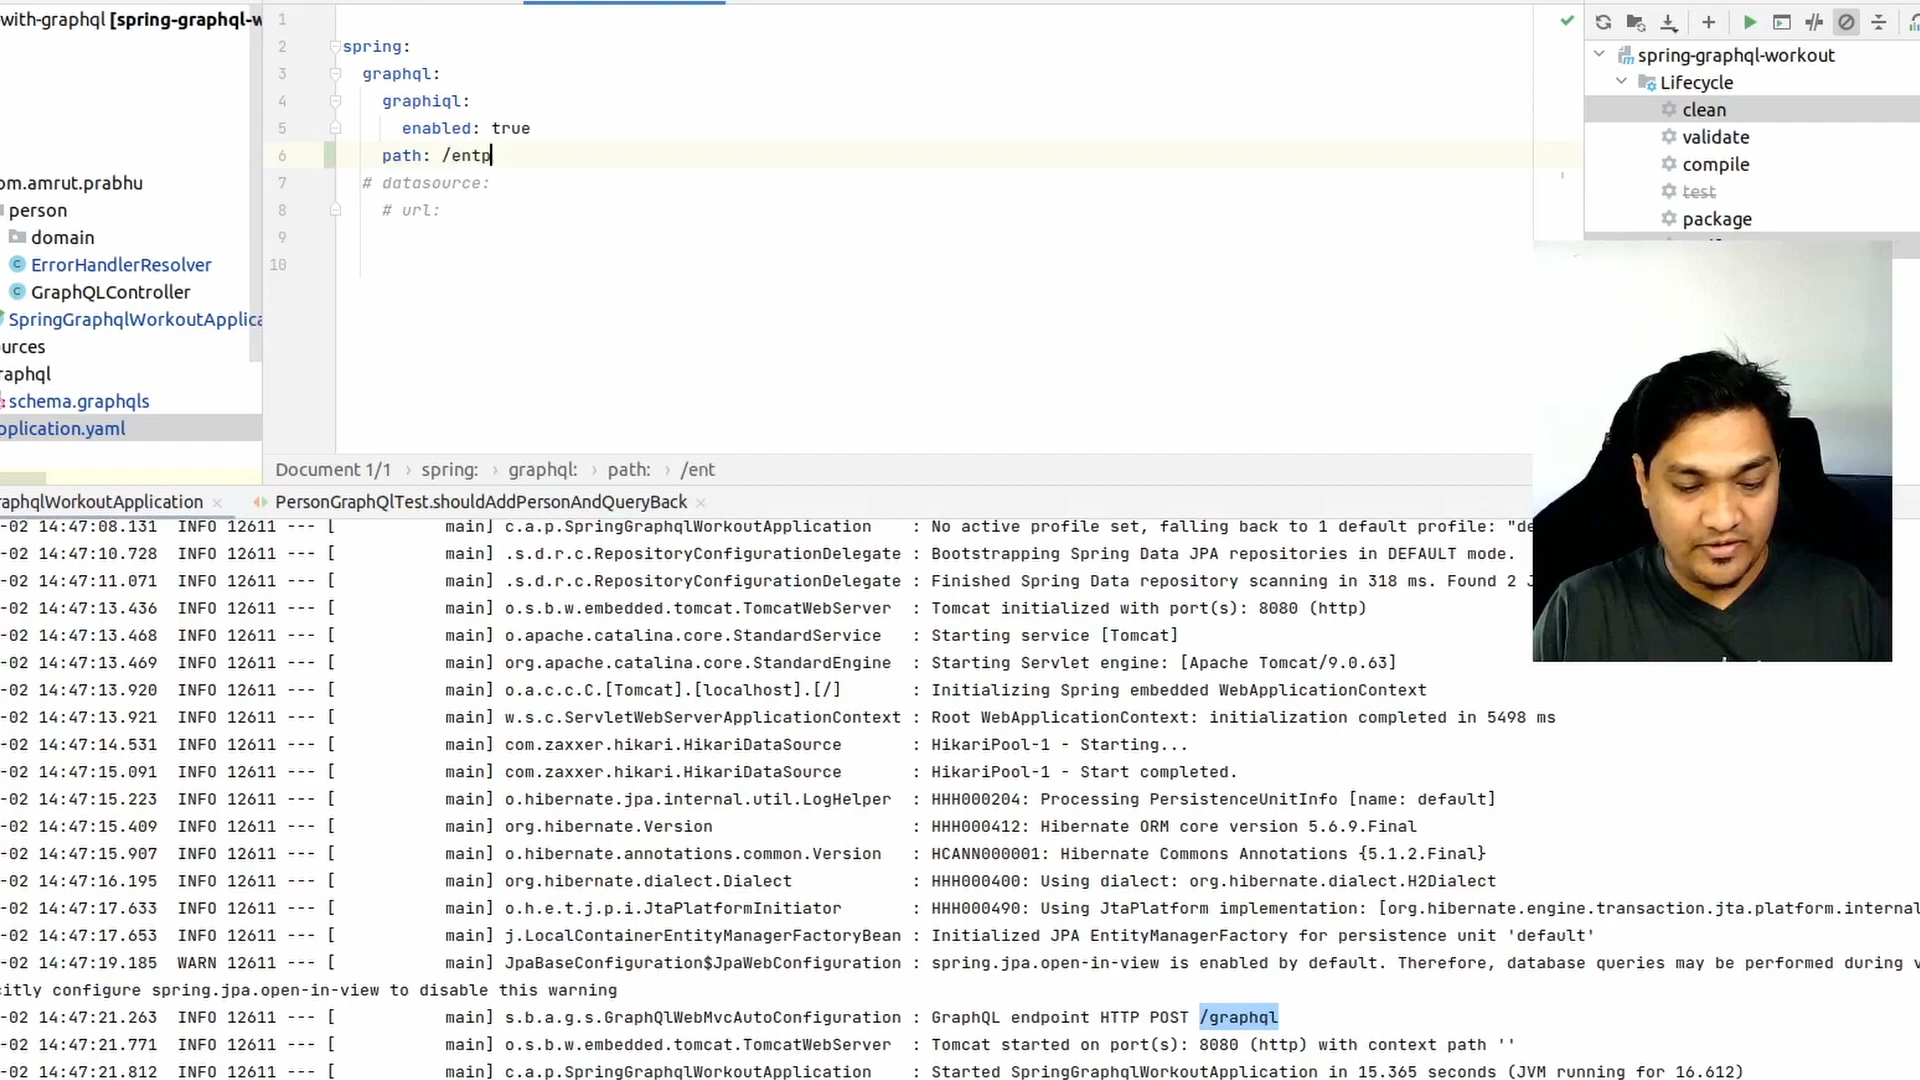 with-graphql [spring-graphql-w
om.amrut.prabhu
person
domain
ErrorHandlerResolver
GraphQLController
SpringGraphqlWorkoutApplica
urces
raphql
schema.graphqls
pplication.yaml
1
2 spring:
3 graphql:
4 graphiql:
5 enabled: true
6 path: /entp
7 # datasource:
8 # url:
9
10
Document 1/1 › spring: › graphql: › path: › /ent
spring-graphql-workout
Lifecycle
clean
validate
compile
test
package
raphqlWorkoutApplication × PersonGraphQlTest.shouldAddPersonAndQueryBack ×
-02 14:47:08.131 INFO 12611 --- [ main] c.a.p.SpringGraphqlWorkoutApplication : No active profile set, falling back to 1 default profile: "de
-02 14:47:10.728 INFO 12611 --- [ main] .s.d.r.c.RepositoryConfigurationDelegate : Bootstrapping Spring Data JPA repositories in DEFAULT mode.
-02 14:47:11.071 INFO 12611 --- [ main] .s.d.r.c.RepositoryConfigurationDelegate : Finished Spring Data repository scanning in 318 ms. Found 2 J
-02 14:47:13.436 INFO 12611 --- [ main] o.s.b.w.embedded.tomcat.TomcatWebServer : Tomcat initialized with port(s): 8080 (http)
-02 14:47:13.468 INFO 12611 --- [ main] o.apache.catalina.core.StandardService : Starting service [Tomcat]
-02 14:47:13.469 INFO 12611 --- [ main] org.apache.catalina.core.StandardEngine : Starting Servlet engine: [Apache Tomcat/9.0.63]
-02 14:47:13.920 INFO 12611 --- [ main] o.a.c.c.C.[Tomcat].[localhost].[/] : Initializing Spring embedded WebApplicationContext
-02 14:47:13.921 INFO 12611 --- [ main] w.s.c.ServletWebServerApplicationContext : Root WebApplicationContext: initialization completed in 5498 ms
-02 14:47:14.531 INFO 12611 --- [ main] com.zaxxer.hikari.HikariDataSource : HikariPool-1 - Starting...
-02 14:47:15.091 INFO 12611 --- [ main] com.zaxxer.hikari.HikariDataSource : HikariPool-1 - Start completed.
-02 14:47:15.223 INFO 12611 --- [ main] o.hibernate.jpa.internal.util.LogHelper : HHH000204: Processing PersistenceUnitInfo [name: default]
-02 14:47:15.409 INFO 12611 --- [ main] org.hibernate.Version : HHH000412: Hibernate ORM core version 5.6.9.Final
-02 14:47:15.907 INFO 12611 --- [ main] o.hibernate.annotations.common.Version : HCANN000001: Hibernate Commons Annotations {5.1.2.Final}
-02 14:47:16.195 INFO 12611 --- [ main] org.hibernate.dialect.Dialect : HHH000400: Using dialect: org.hibernate.dialect.H2Dialect
-02 14:47:17.633 INFO 12611 --- [ main] o.h.e.t.j.p.i.JtaPlatformInitiator : HHH000490: Using JtaPlatform implementation: [org.hibernate.engine.transaction.jta.platform.internal
-02 14:47:17.653 INFO 12611 --- [ main] j.LocalContainerEntityManagerFactoryBean : Initialized JPA EntityManagerFactory for persistence unit 'default'
-02 14:47:19.185 WARN 12611 --- [ main] JpaBaseConfiguration$JpaWebConfiguration : spring.jpa.open-in-view is enabled by default. Therefore, database queries may be performed during v
citly configure spring.jpa.open-in-view to disable this warning
-02 14:47:21.263 INFO 12611 --- [ main] s.b.a.g.s.GraphQlWebMvcAutoConfiguration : GraphQL endpoint HTTP POST /graphql
-02 14:47:21.771 INFO 12611 --- [ main] o.s.b.w.embedded.tomcat.TomcatWebServer : Tomcat started on port(s): 8080 (http) with context path ''
-02 14:47:21.812 INFO 12611 --- [ main] c.a.p.SpringGraphqlWorkoutApplication : Started SpringGraphqlWorkoutApplication in 15.365 seconds (JVM running for 16.612)